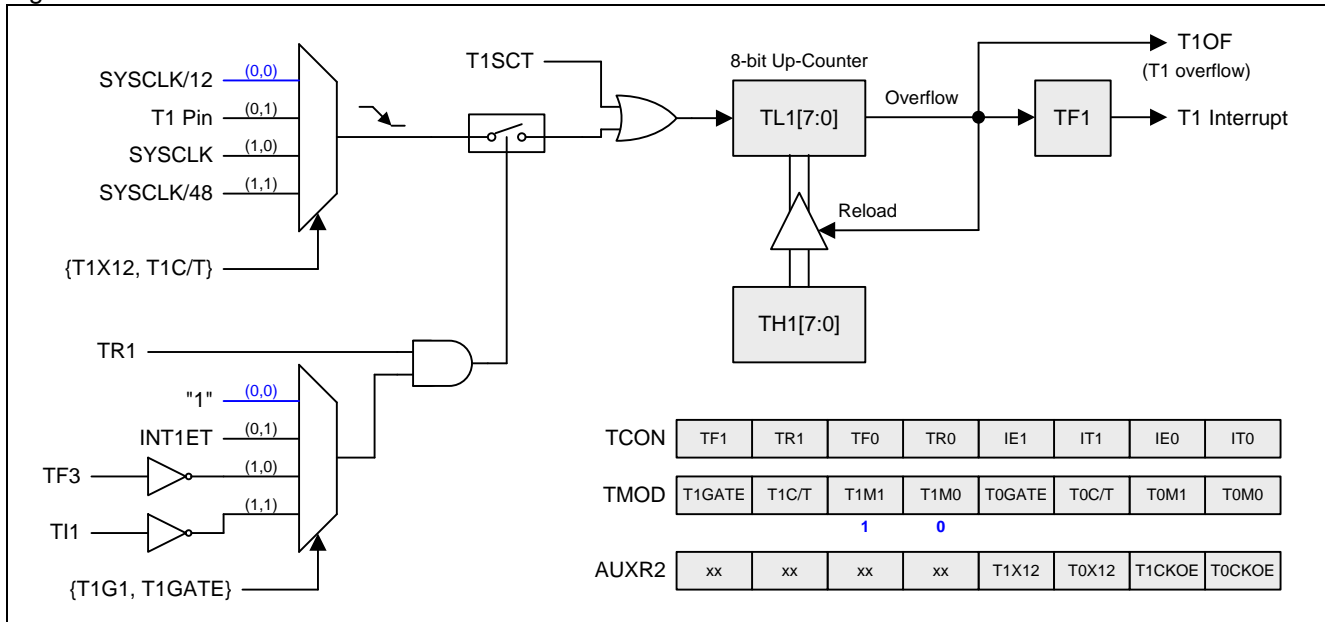 T1SCT
8-bit Up-Counter
T1OF
(T1 overflow)
SYSCLK/12 (0,0)
T1 Pin (0,1)
SYSCLK (1,0)
SYSCLK/48 (1,1)
TL1[7:0]
Overflow
TF1
T1 Interrupt
Reload
{T1X12, T1C/T}
TH1[7:0]
TR1
"1" (0,0)
INT1ET (0,1)
TF3 (1,0)
TI1 (1,1)
{T1G1, T1GATE}
TCON TF1 TR1 TF0 TR0 IE1 IT1 IE0 IT0
TMOD T1GATE T1C/T T1M1 T1M0 T0GATE T0C/T T0M1 T0M0
1 0
AUXR2 xx xx xx xx T1X12 T0X12 T1CKOE T0CKOE